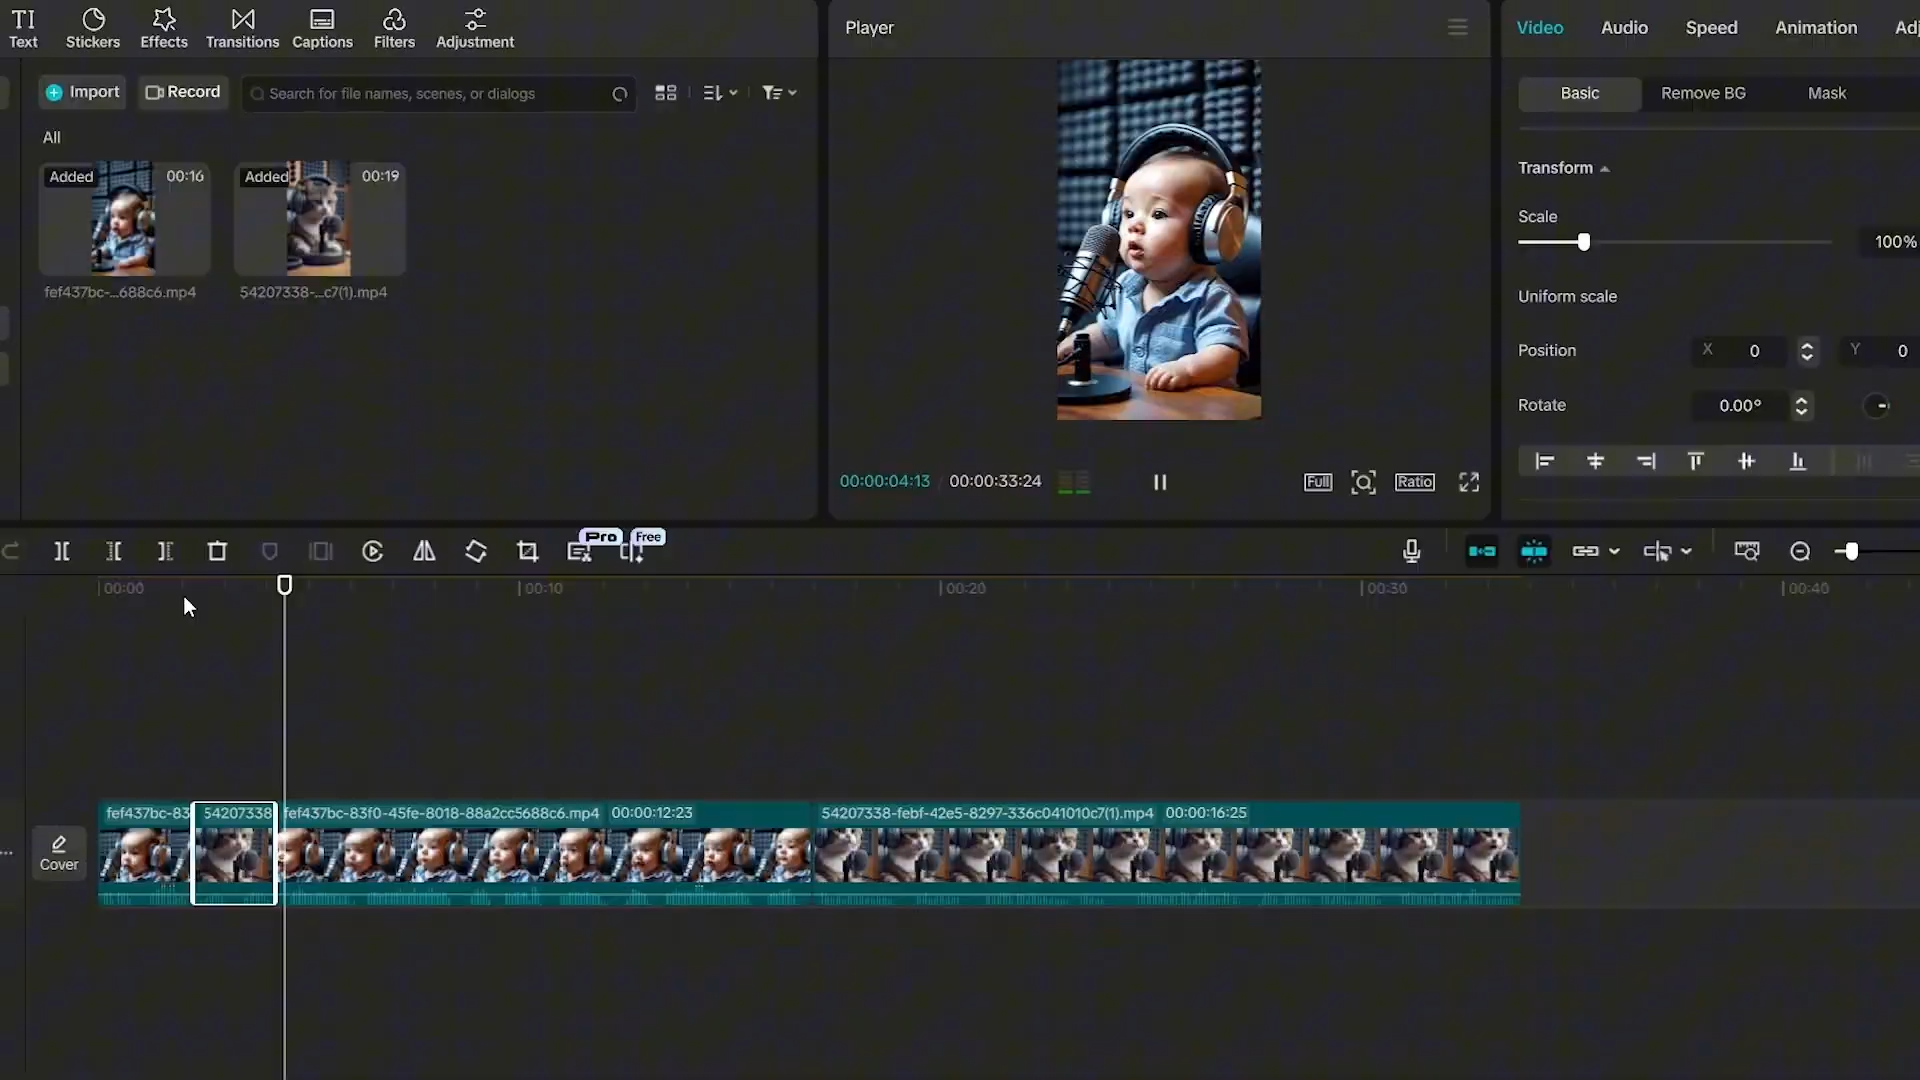 Text
Stickers
Effects
Transitions
Captions
Filters
Adjustment
Import
Record
Search for file names, scenes, or dialogs
All
Added 00:16
fef437bc-...688c6.mp4
Added 00:19
54207338-...c7(1).mp4
Player
00:00:04:13 00:00:33:24
Full
Ratio
Video
Audio
Speed
Animation
Adj
Basic
Remove BG
Mask
Transform
Scale
100%
Uniform scale
Position X 0 Y 0
Rotate 0.00°
Pro
Free
00:00
00:10
00:20
00:30
00:40
Cover
fef437bc-83
54207338
fef437bc-83f0-45fe-8018-88a2cc5688c6.mp4 00:00:12:23
54207338-febf-42e5-8297-336c041010c7(1).mp4 00:00:16:25